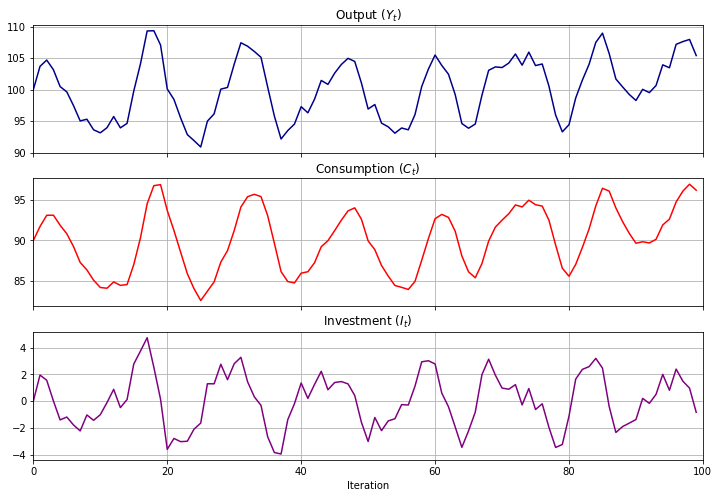 Output (Y_t)
110
105
100
95
90
Consumption (C_t)
95
90
85
Investment (I_t)
4
2
0
−2
−4
0 20 40 60 80 100
Iteration